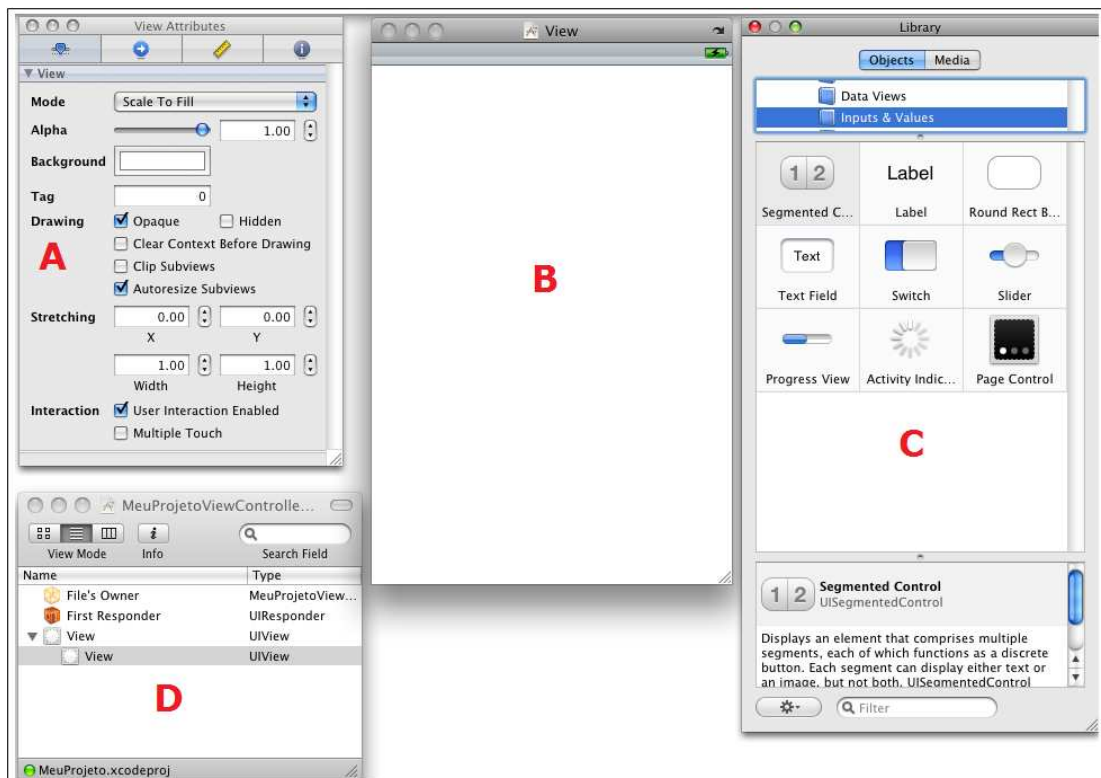 View Attributes
View
Mode Scale To Fill
Alpha 1.00
Background
Tag 0
Drawing Opaque Hidden
Clear Context Before Drawing
Clip Subviews
Autoresize Subviews
Stretching 0.00 0.00
X Y
1.00 1.00
Width Height
Interaction User Interaction Enabled
Multiple Touch
A
View
B
Library
Objects Media
Data Views
Inputs & Values
1 2 Label
Segmented C... Label Round Rect B...
Text
Text Field Switch Slider
Progress View Activity Indic... Page Control
C
1 2 Segmented Control
UISegmentedControl
Displays an element that comprises multiple
segments, each of which functions as a discrete
button. Each segment can display either text or
an image, but not both. UISegmentedControl
Filter
MeuProjetoViewControlle...
View Mode Info Search Field
Name Type
File's Owner MeuProjetoView...
First Responder UIResponder
View UIView
View UIView
D
MeuProjeto.xcodeproj